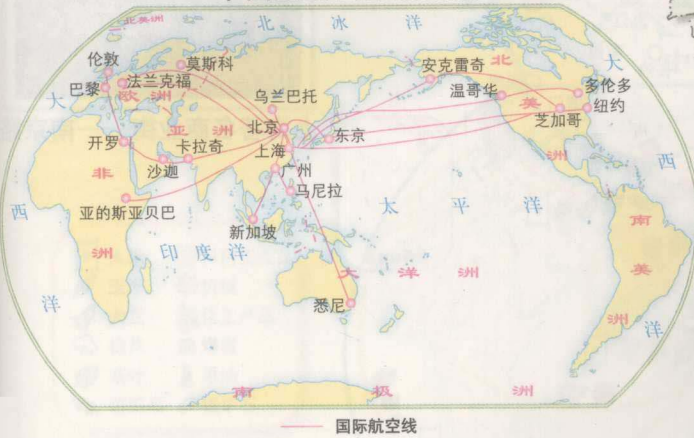 北美洲
北冰洋
伦敦
莫斯科
安克雷奇
北
大
巴黎
法兰克福
大
欧洲
乌兰巴托
温哥华
多伦多
美
纽约
亚洲
北京
东京
芝加哥
开罗
卡拉奇
上海
洲
非
沙迦
广州
西
马尼拉
西
亚的斯亚贝巴
太平洋
南
新加坡
洲
印度洋
大洋洲
美
洋
悉尼
洲
洋
南极洲
国际航空线